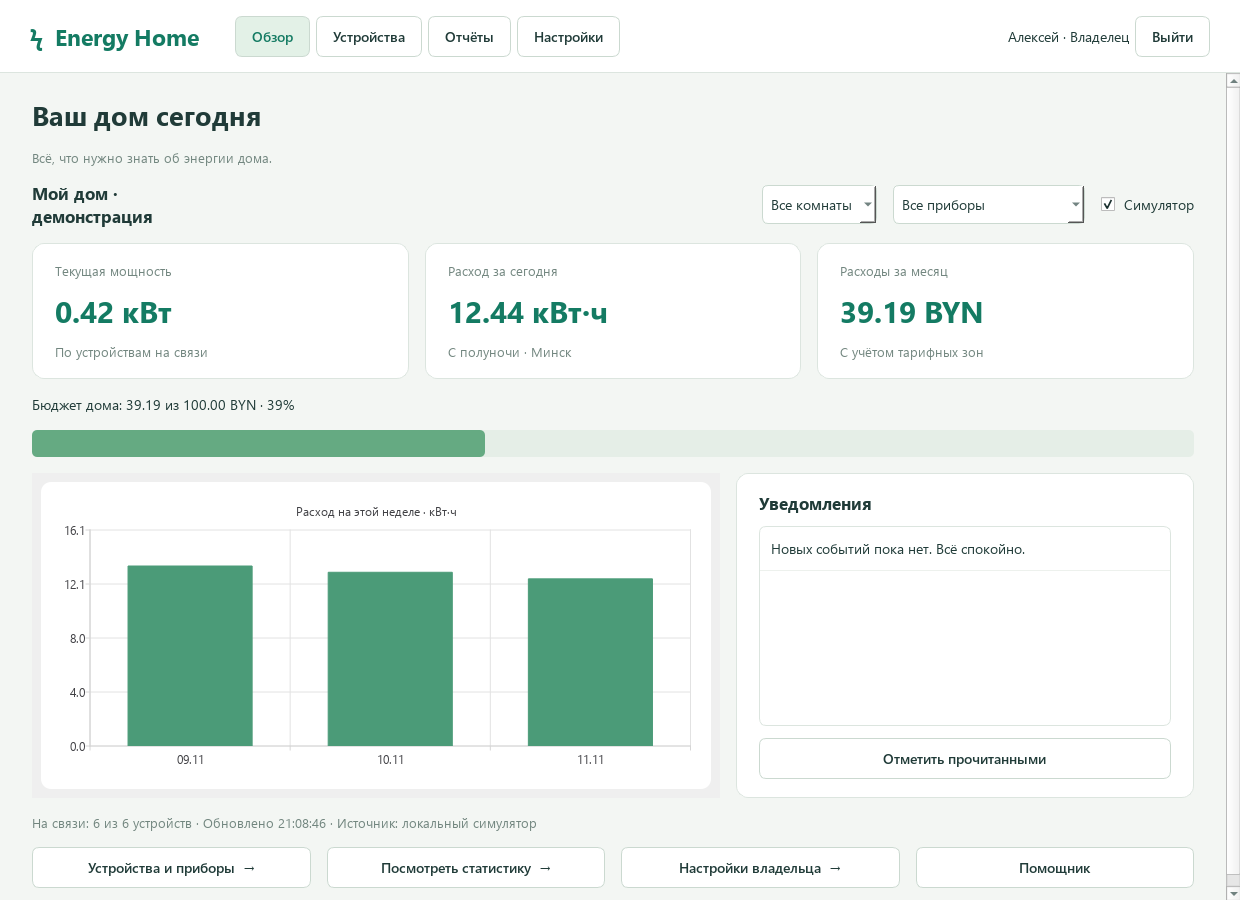 Energy Home
Обзор
Устройства
Отчёты
Настройки
Алексей · Владелец
Выйти
Ваш дом сегодня
Всё, что нужно знать об энергии дома.
Мой дом ·
демонстрация
Все комнаты
Все приборы
Симулятор
Текущая мощность
0.42 кВт
По устройствам на связи
Расход за сегодня
12.44 кВт·ч
С полуночи · Минск
Расходы за месяц
39.19 BYN
С учётом тарифных зон
Бюджет дома: 39.19 из 100.00 BYN · 39%
Расход на этой неделе · кВт·ч
16.1
12.1
8.0
4.0
0.0
09.11
10.11
11.11
Уведомления
Новых событий пока нет. Всё спокойно.
Отметить прочитанными
На связи: 6 из 6 устройств · Обновлено 21:08:46 · Источник: локальный симулятор
Устройства и приборы →
Посмотреть статистику →
Настройки владельца →
Помощник